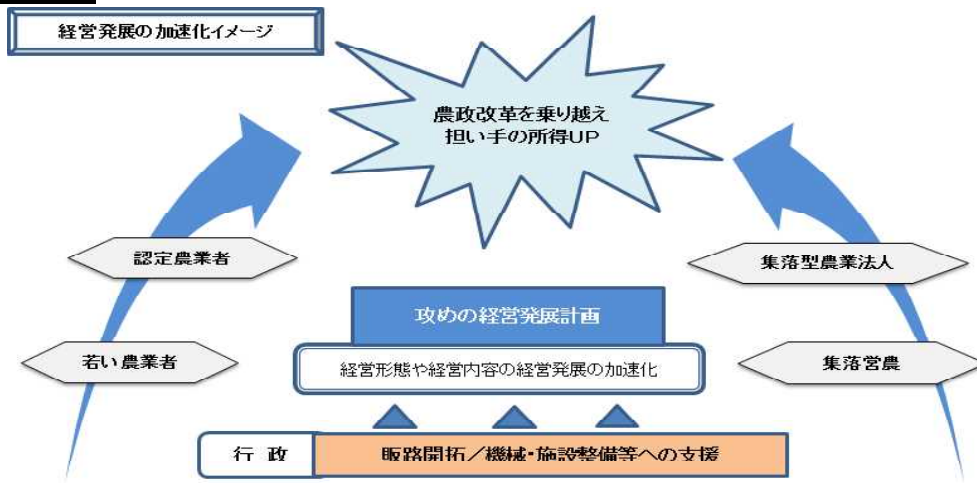 経営発展の加速化イメージ
農政改革を乗り越え
担い手の所得UP
認定農業者
集落型農業法人
攻めの経営発展計画
若い農業者
経営形態や経営内容の経営発展の加速化
集落営農
行 政
販路開拓／機械・施設整備等への支援